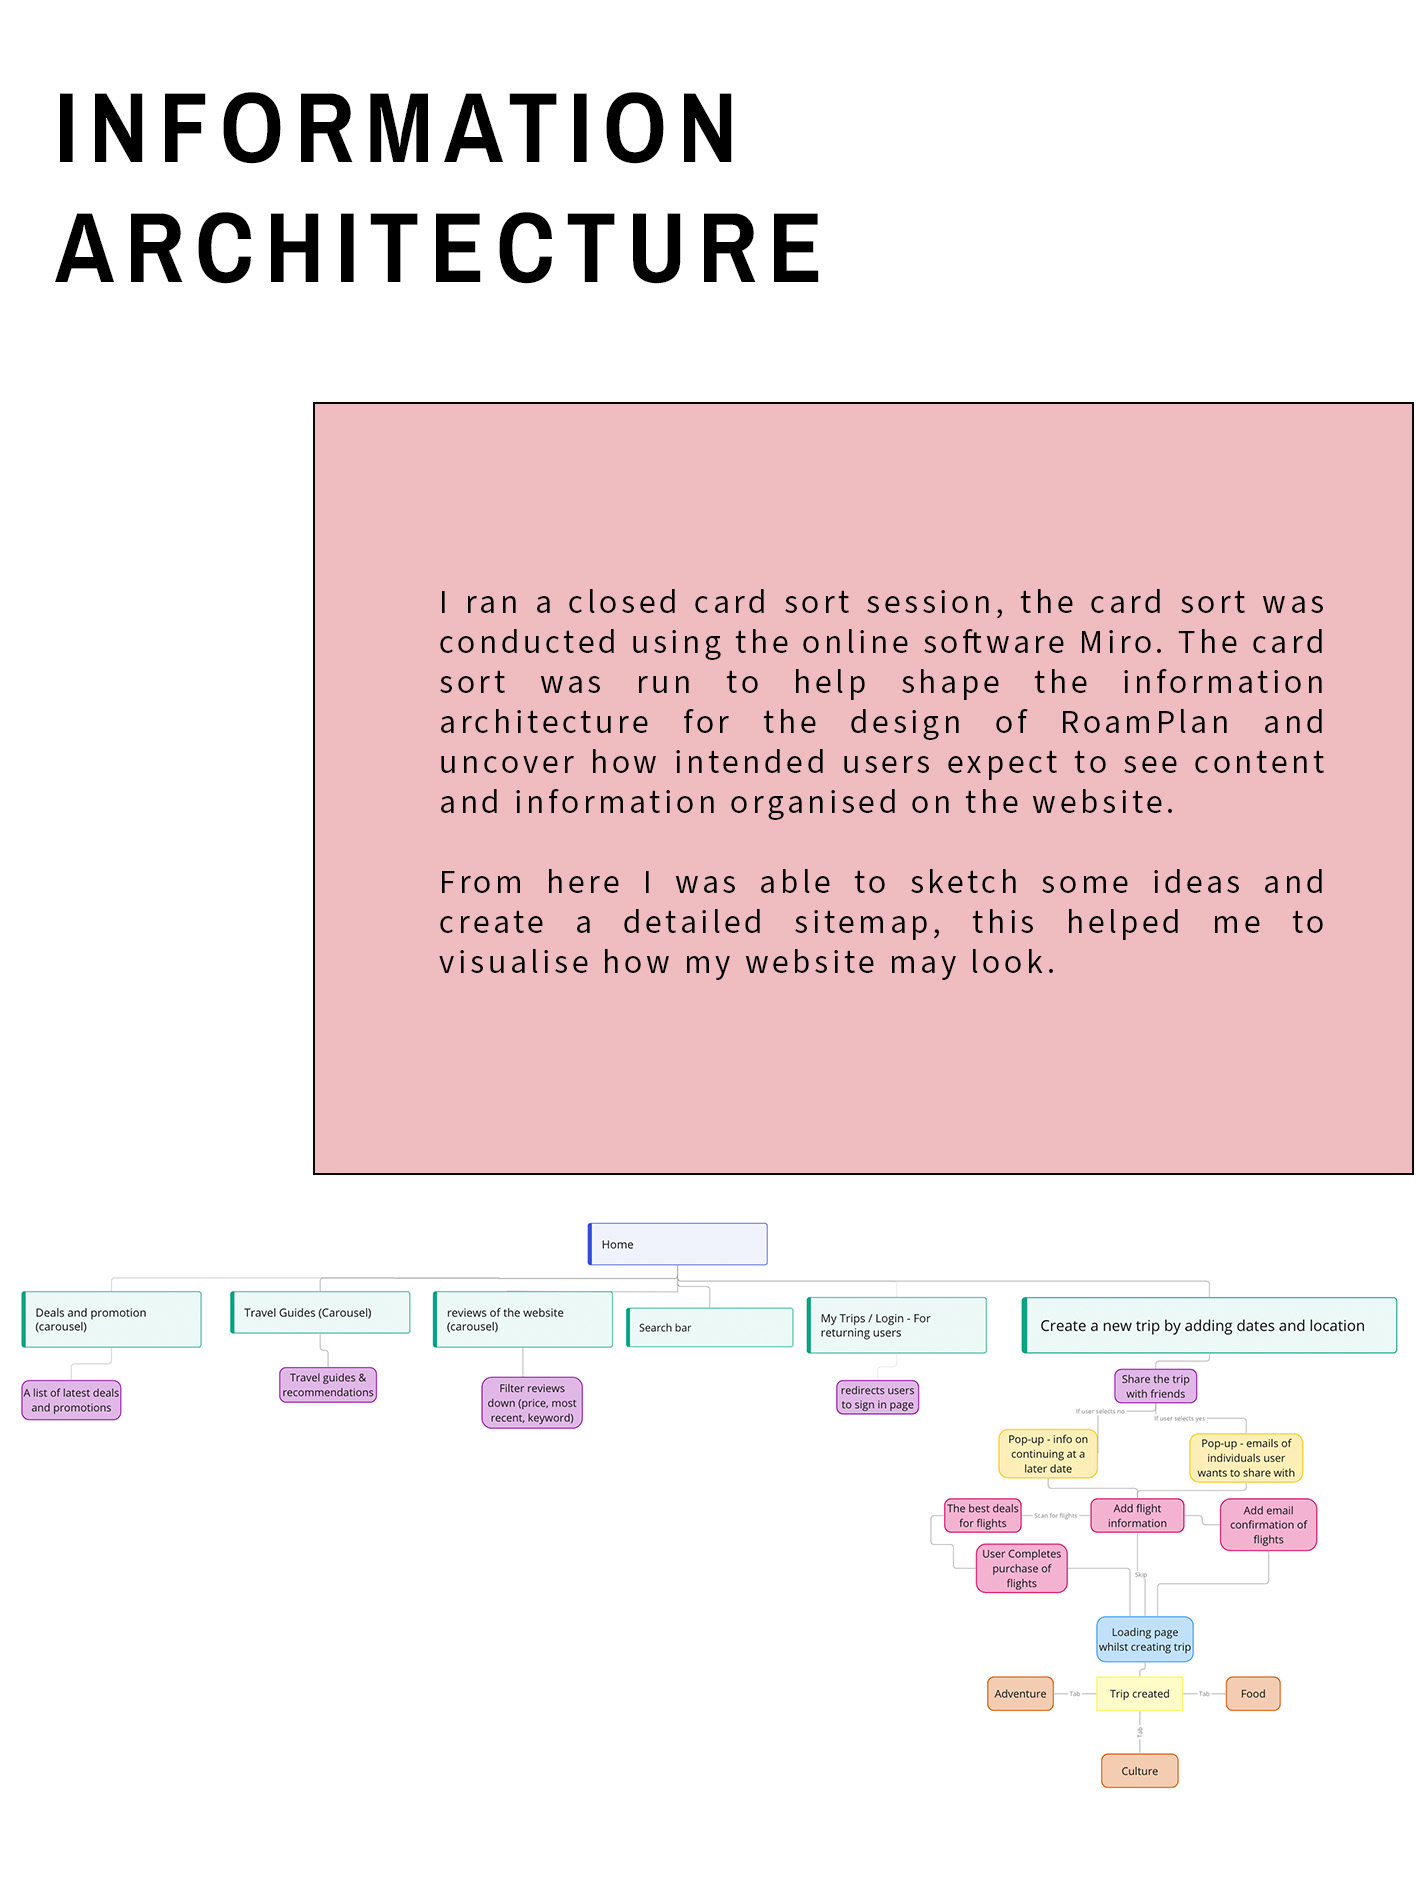 INFORMATION
ARCHITECTURE
I ran a closed card sort session, the card sort was
conducted using the online software Miro. The card
sort was run to help shape the information
architecture for the design of RoamPlan and
uncover how intended users expect to see content
and information organised on the website.
From here I was able to sketch some ideas and
create a detailed sitemap, this helped me to
visualise how my website may look.
Home
Deals and promotion
(carousel)
Travel Guides (Carousel)
reviews of the website
(carousel)
Search bar
My Trips / Login - For
returning users
Create a new trip by adding dates and location
A list of latest deals
and promotions
Travel guides &
recommendations
Filter reviews
down (price, most
recent, keyword)
redirects users
to sign in page
Share the trip
with friends
If user selects no
If user selects yes
Pop-up - info on
continuing at a
later date
Pop-up - emails of
individuals user
wants to share with
The best deals
for flights
Scan for flights
Add flight
information
Add email
confirmation of
flights
User Completes
purchase of
flights
Skip
Loading page
whilst creating trip
Adventure
Tab
Trip created
Tab
Food
Tab
Culture